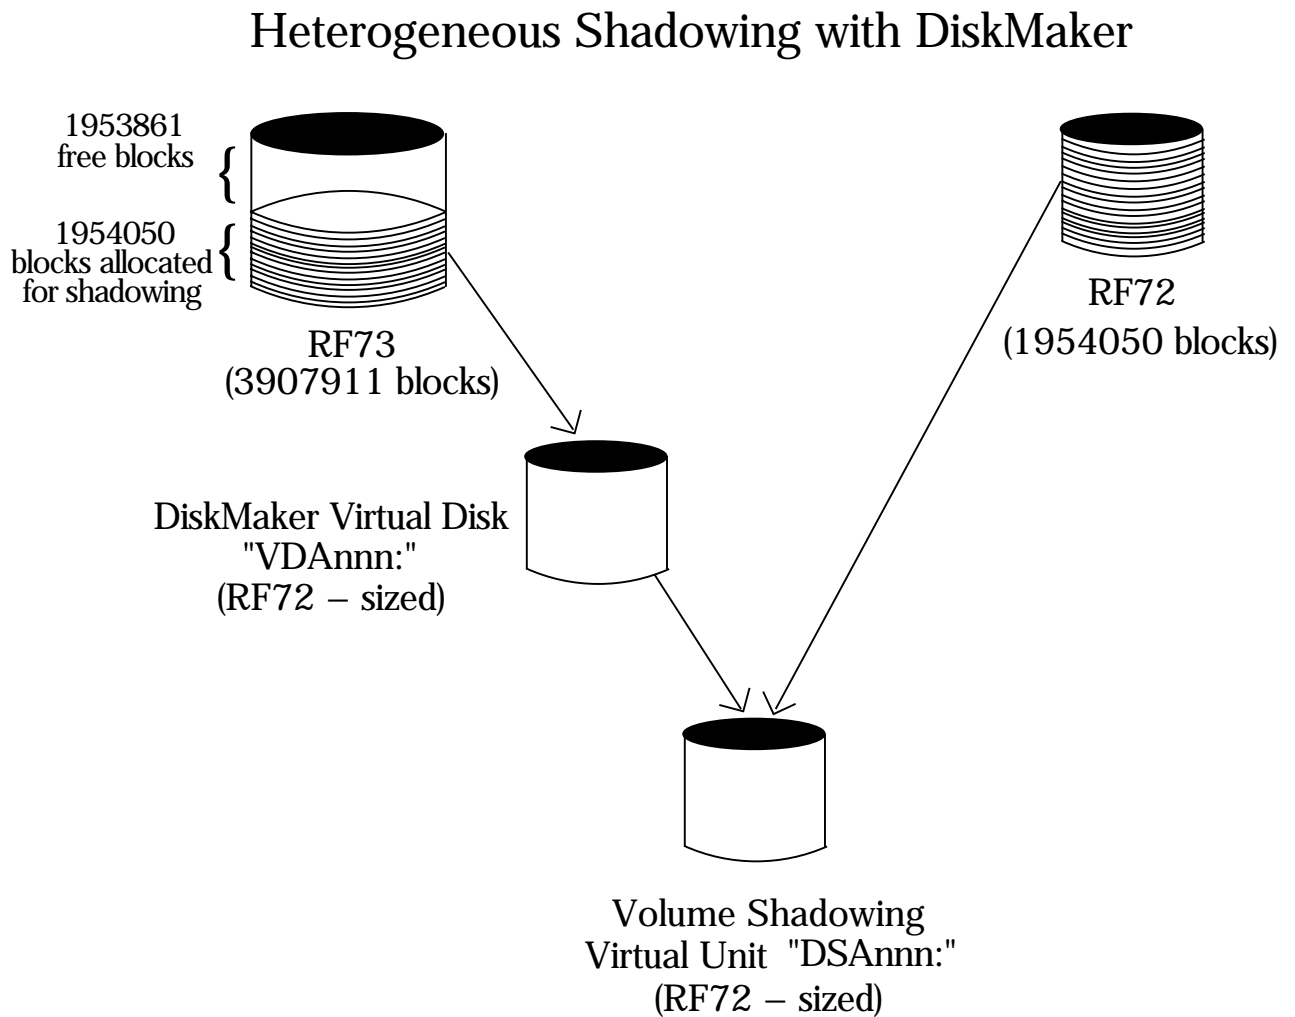 Heterogeneous Shadowing with DiskMaker
1953861
free blocks
1954050
blocks allocated
for shadowing
RF73
(3907911 blocks)
RF72
(1954050 blocks)
DiskMaker Virtual Disk
"VDAnnn:"
(RF72 – sized)
Volume Shadowing
Virtual Unit "DSAnnn:"
(RF72 – sized)